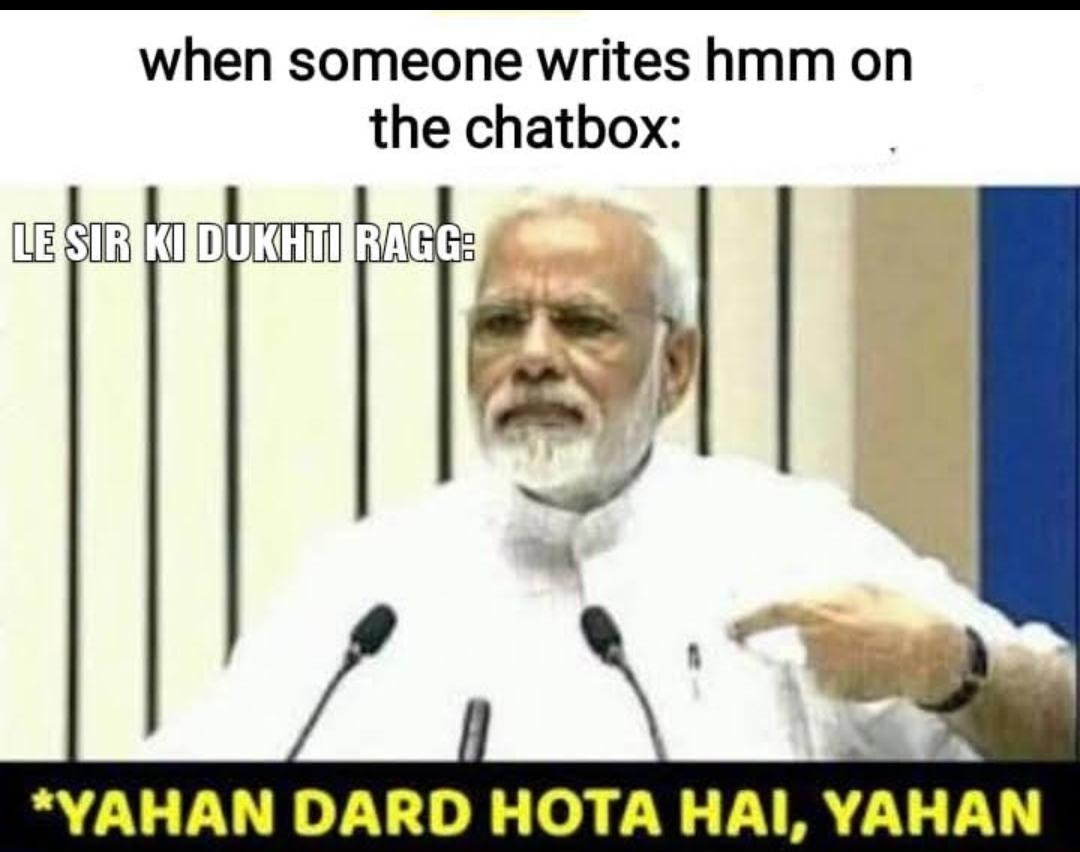 when someone writes hmm on
the chatbox:
LE SIR KI DUKHTI RAGG:
*YAHAN DARD HOTA HAI, YAHAN